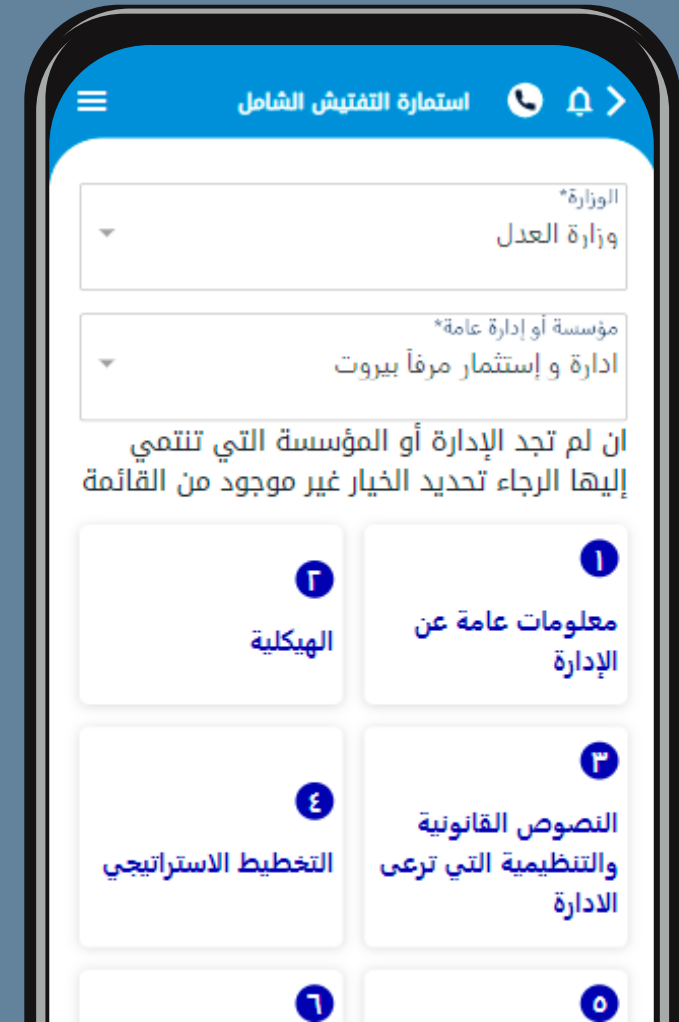 استمارة التفتيش الشامل
الوزارة*
وزارة العدل
مؤسسة أو إدارة عامة*
ادارة و إستثمار مرفأ بيروت
ان لم تجد الإدارة أو المؤسسة التي تنتمي
إليها الرجاء تحديد الخيار غير موجود من القائمة
١
معلومات عامة عن
الإدارة
٢
الهيكلية
٣
النصوص القانونية
والتنظيمية التي ترعى
الادارة
٤
التخطيط الاستراتيجي
٥
٦